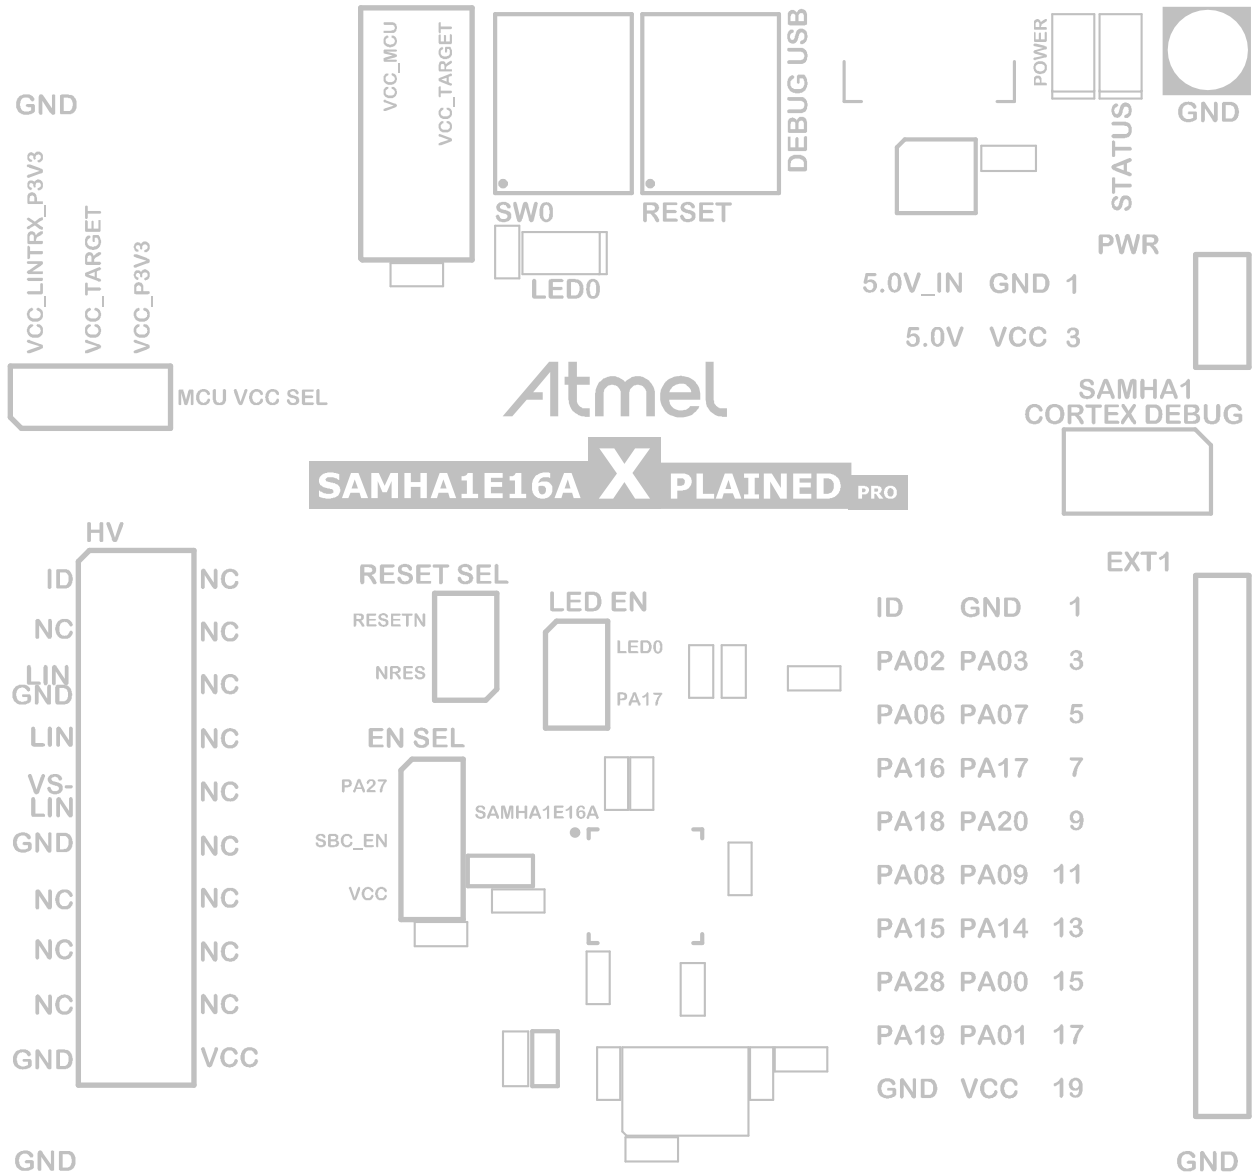 GND
VCC_LINTRX_P3V3
VCC_TARGET
VCC_P3V3
MCU VCC SEL
VCC_MCU
VCC_TARGET
SW0
RESET
LED0
DEBUG USB
POWER
STATUS
GND
PWR
5.0V_IN GND 1
5.0V VCC 3
SAMHA1
CORTEX DEBUG
Atmel
SAMHA1E16A X PLAINED PRO
HV
ID NC
NC NC
LIN
GND NC
LIN NC
VS-
LIN NC
GND NC
NC NC
NC NC
NC NC
GND VCC
RESET SEL
RESETN
NRES
LED EN
LED0
PA17
EN SEL
PA27
SBC_EN
VCC
SAMHA1E16A
EXT1
ID GND 1
PA02 PA03 3
PA06 PA07 5
PA16 PA17 7
PA18 PA20 9
PA08 PA09 11
PA15 PA14 13
PA28 PA00 15
PA19 PA01 17
GND VCC 19
GND
GND